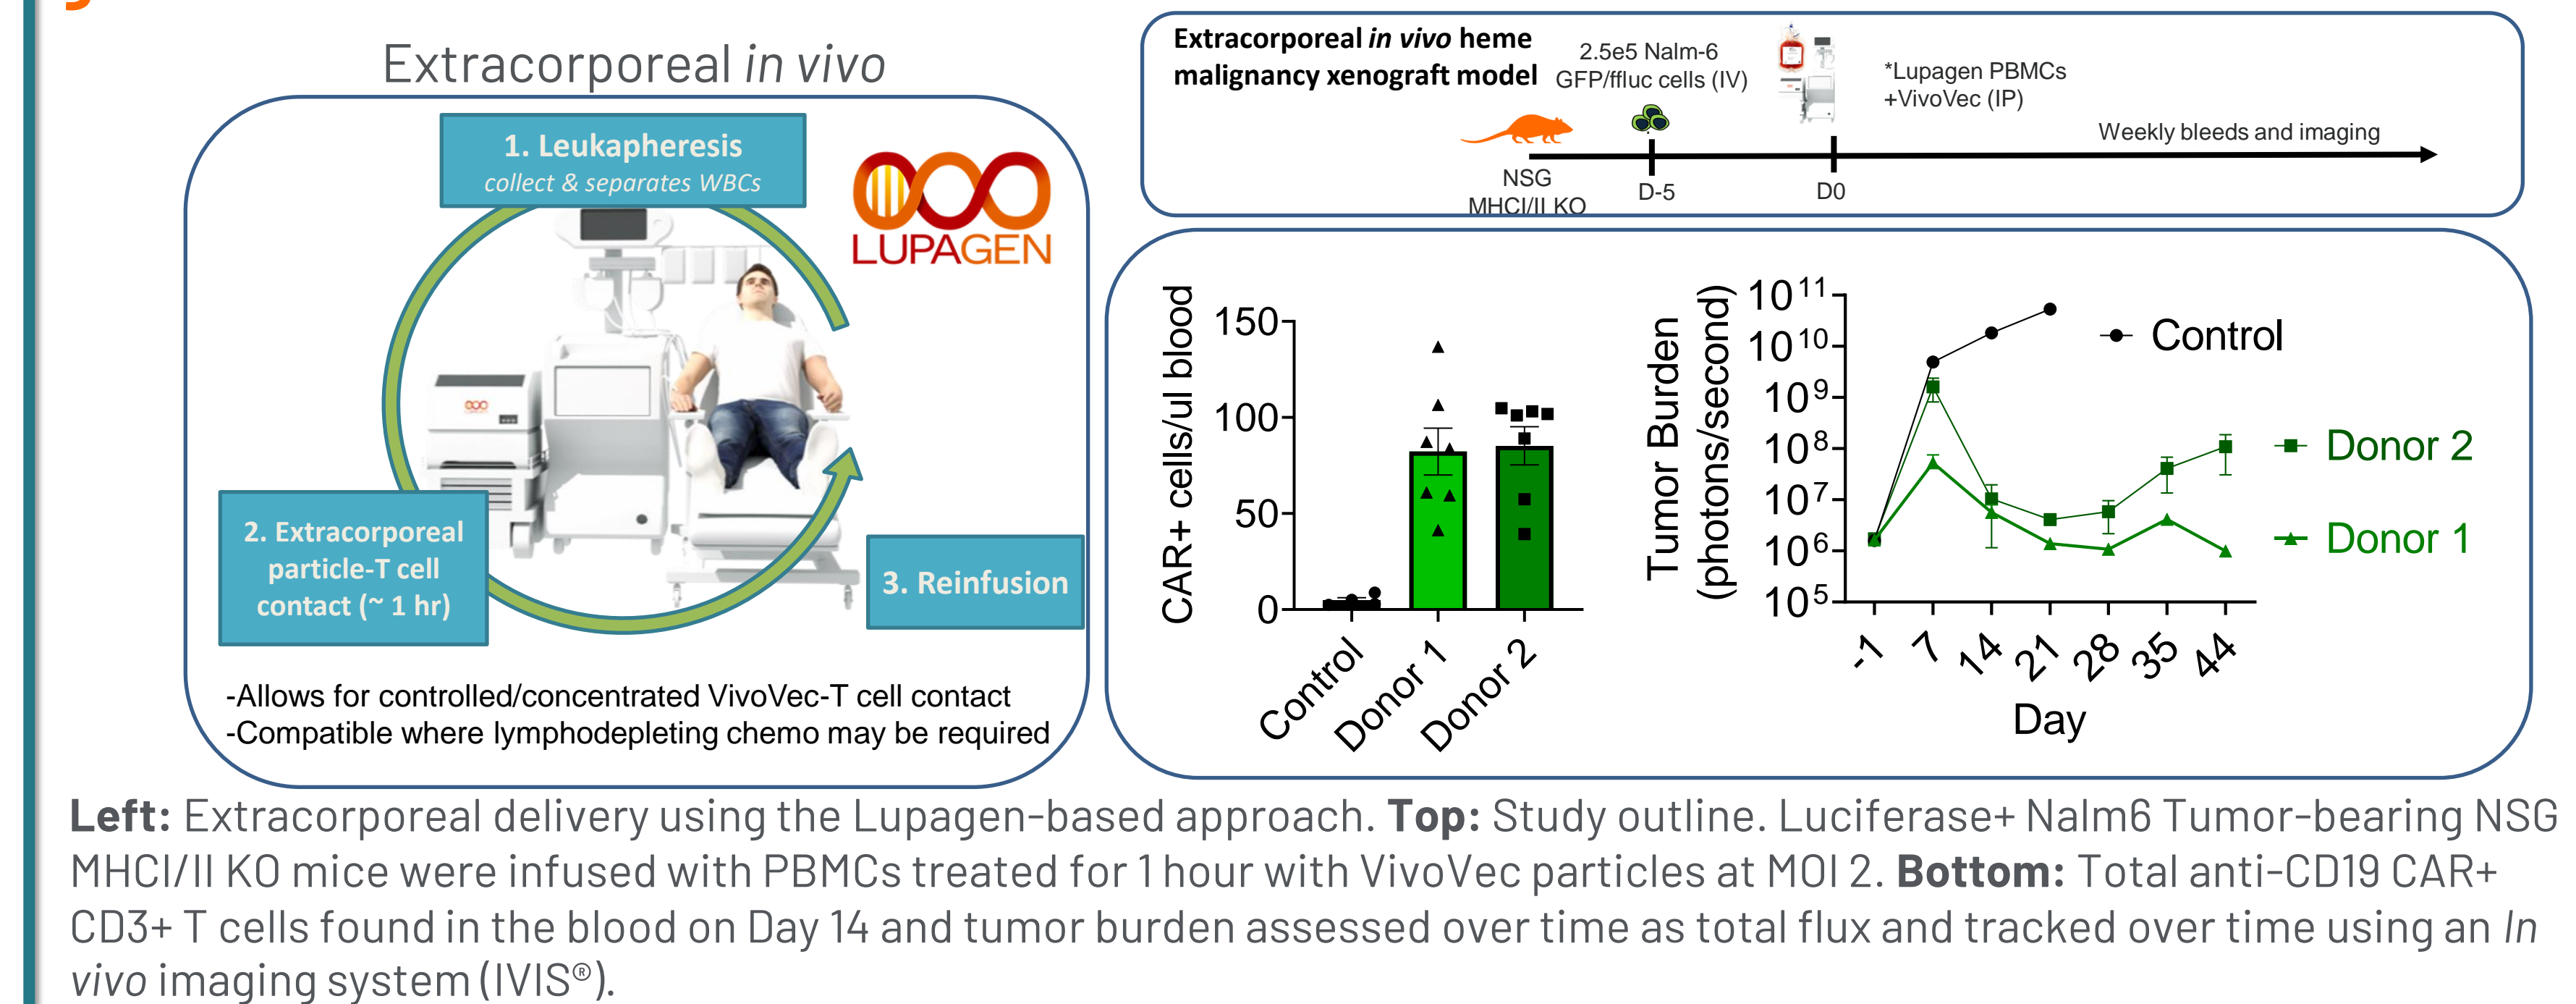 Extracorporeal in vivo
1. Leukapheresis
collect & separates WBCs
LUPAGEN
LUPAGEN
2. Extracorporeal
particle-T cell
contact (~ 1 hr)
3. Reinfusion
-Allows for controlled/concentrated VivoVec-T cell contact
-Compatible where lymphodepleting chemo may be required
Extracorporeal in vivo heme
malignancy xenograft model
2.5e5 Nalm-6
GFP/ffluc cells (IV)
*Lupagen PBMCs
+VivoVec (IP)
Weekly bleeds and imaging
NSG
MHCI/II KO
D-5
D0
CAR+ cells/ul blood
150
100
50
0
Control
Donor 1
Donor 2
Tumor Burden
(photons/second)
10¹¹
10¹⁰
10⁹
10⁸
10⁷
10⁶
10⁵
-1
7
14
21
28
35
44
Day
Control
Donor 2
Donor 1
Left: Extracorporeal delivery using the Lupagen-based approach. Top: Study outline. Luciferase+ Nalm6 Tumor-bearing NSG
MHCI/II KO mice were infused with PBMCs treated for 1 hour with VivoVec particles at MOI 2. Bottom: Total anti-CD19 CAR+
CD3+ T cells found in the blood on Day 14 and tumor burden assessed over time as total flux and tracked over time using an In
vivo imaging system (IVIS®).